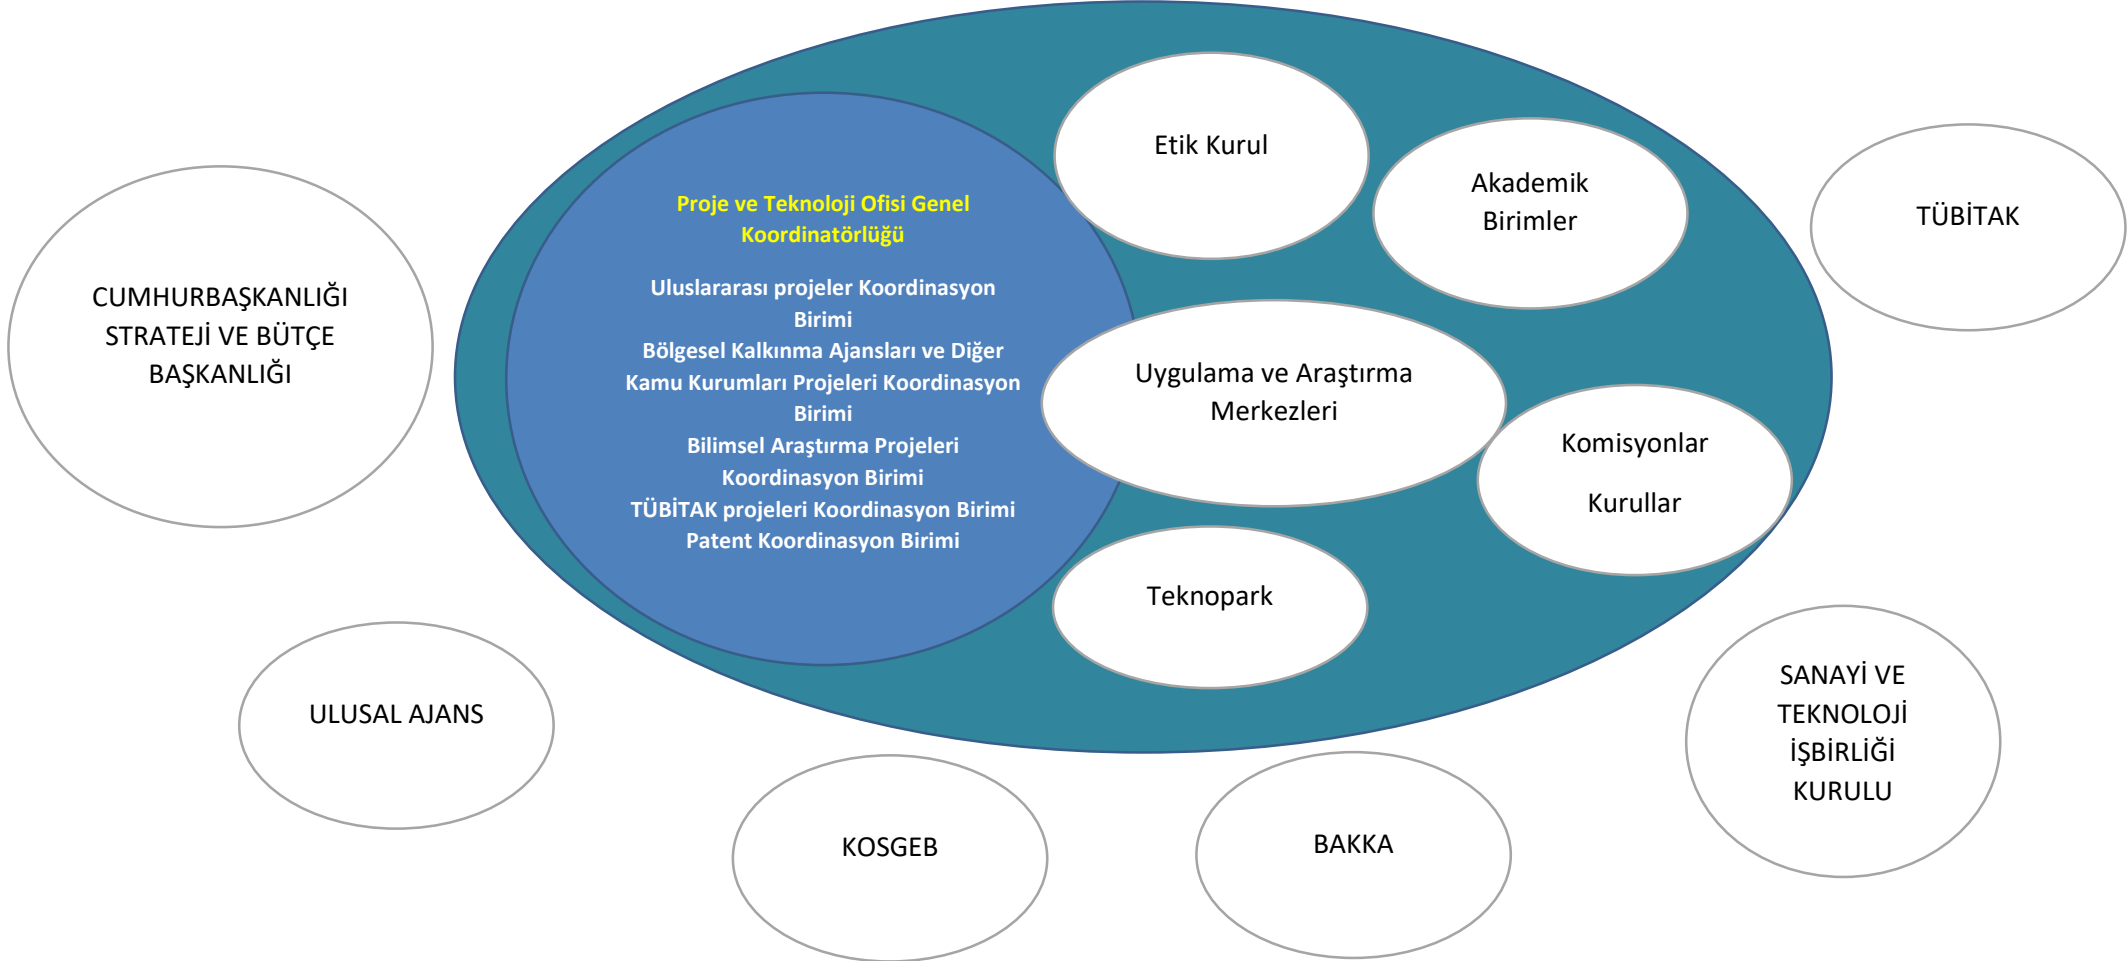 CUMHURBAŞKANLIĞI
STRATEJİ VE BÜTÇE
BAŞKANLIĞI
Proje ve Teknoloji Ofisi Genel
Koordinatörlüğü
Uluslararası projeler Koordinasyon
Birimi
Bölgesel Kalkınma Ajansları ve Diğer
Kamu Kurumları Projeleri Koordinasyon
Birimi
Bilimsel Araştırma Projeleri
Koordinasyon Birimi
TÜBİTAK projeleri Koordinasyon Birimi
Patent Koordinasyon Birimi
Etik Kurul
Akademik
Birimler
Uygulama ve Araştırma
Merkezleri
Komisyonlar
Kurullar
Teknopark
TÜBİTAK
ULUSAL AJANS
KOSGEB
BAKKA
SANAYİ VE
TEKNOLOJİ
İŞBİRLİĞİ
KURULU